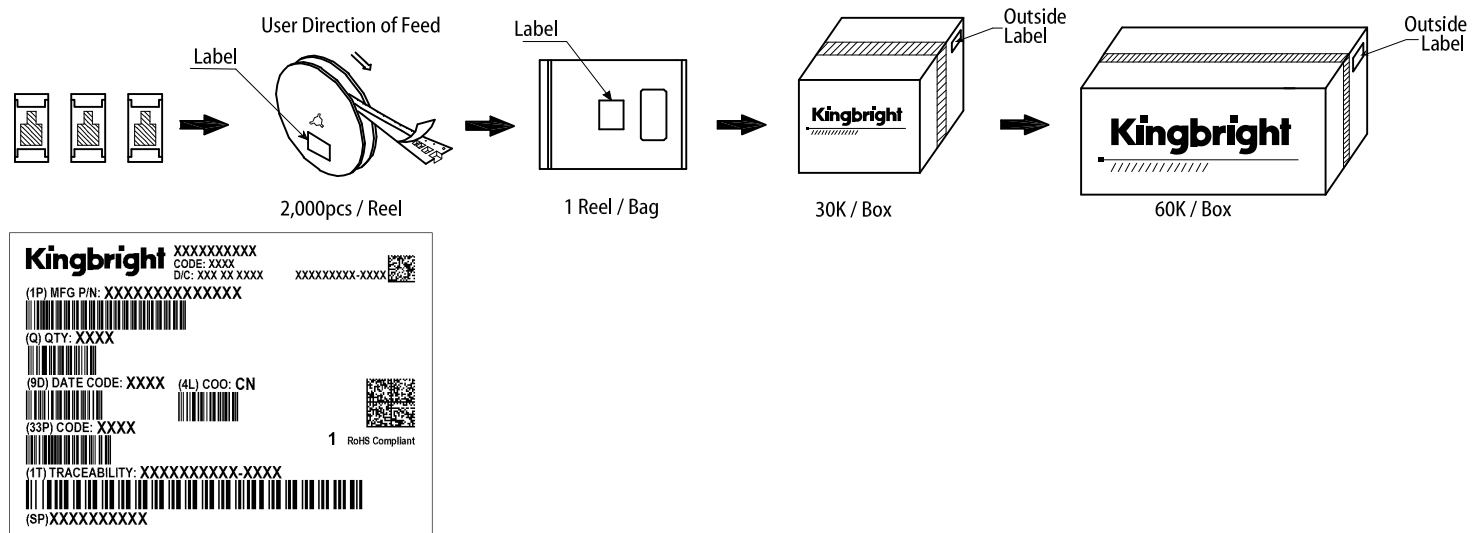 User Direction of Feed
Label
Label
Outside
Label
Outside
Label
Kingbright
Kingbright
2,000pcs / Reel
1 Reel / Bag
30K / Box
60K / Box
Kingbright
XXXXXXXXXX
CODE: XXXX
D/C: XXX XX XXXX
XXXXXXXXX-XXXX
(1P) MFG P/N: XXXXXXXXXXXXXX
(Q) QTY: XXXX
(9D) DATE CODE: XXXX (4L) COO: CN
(33P) CODE: XXXX
1 RoHS Compliant
(1T) TRACEABILITY: XXXXXXXXXX-XXXX
(SP)XXXXXXXXXX